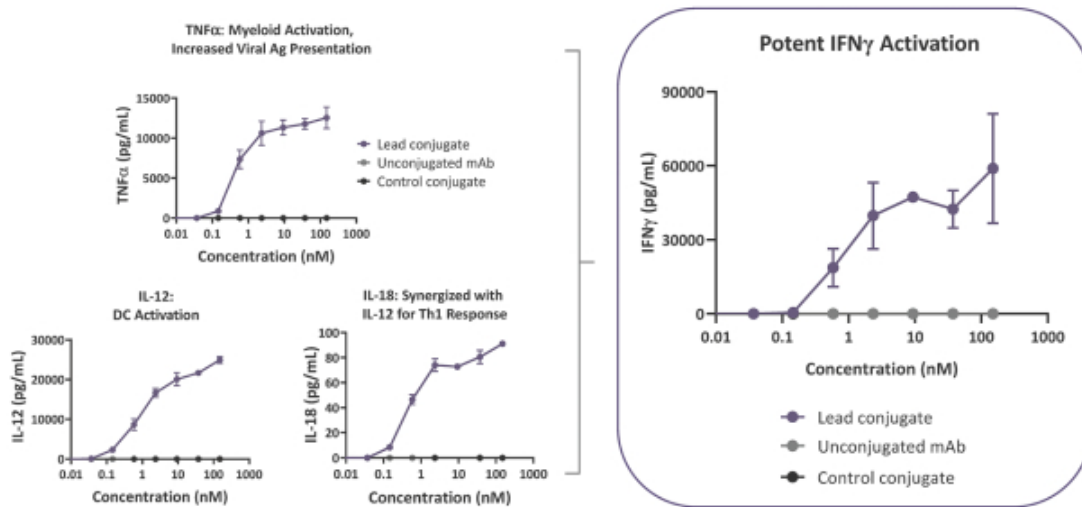 TNFα: Myeloid Activation,
Increased Viral Ag Presentation
15000
10000
5000
0
TNFα (pg/mL)
0.01 0.1 1 10 100 1000
Concentration (nM)
Lead conjugate
Unconjugated mAb
Control conjugate
IL-12:
DC Activation
30000
20000
10000
0
IL-12 (pg/mL)
0.01 0.1 1 10 100 1000
Concentration (nM)
IL-18: Synergized with
IL-12 for Th1 Response
100
80
60
40
20
0
IL-18 (pg/mL)
0.01 0.1 1 10 100 1000
Concentration (nM)
Potent IFNγ Activation
90000
60000
30000
0
IFNγ (pg/mL)
0.01 0.1 1 10 100 1000
Concentration (nM)
Lead conjugate
Unconjugated mAb
Control conjugate